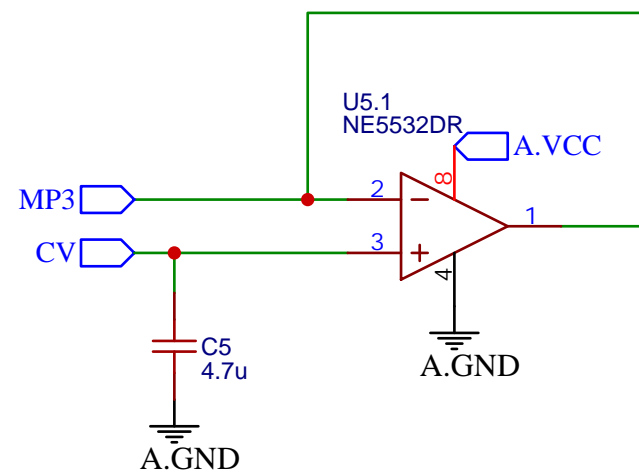 U5.1
NE5532DR
A.VCC
8
MP3
2
1
CV
3
4
C5
4.7u
A.GND
A.GND